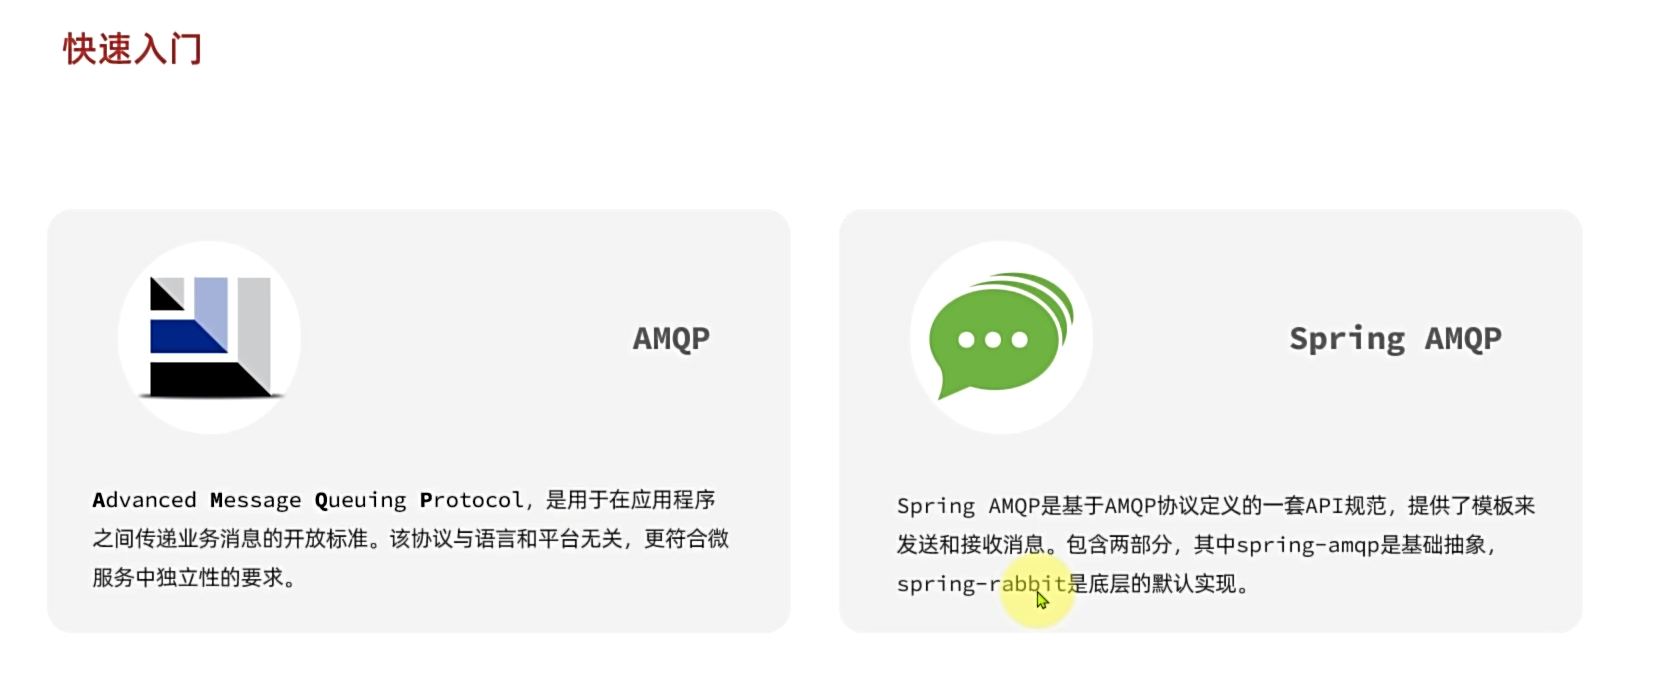 快速入门
AMQP
Advanced Message Queuing Protocol，是用于在应用程序
之间传递业务消息的开放标准。该协议与语言和平台无关，更符合微
服务中独立性的要求。
Spring AMQP
Spring AMQP是基于AMQP协议定义的一套API规范，提供了模板来
发送和接收消息。包含两部分，其中spring-amqp是基础抽象，
spring-rabbit是底层的默认实现。